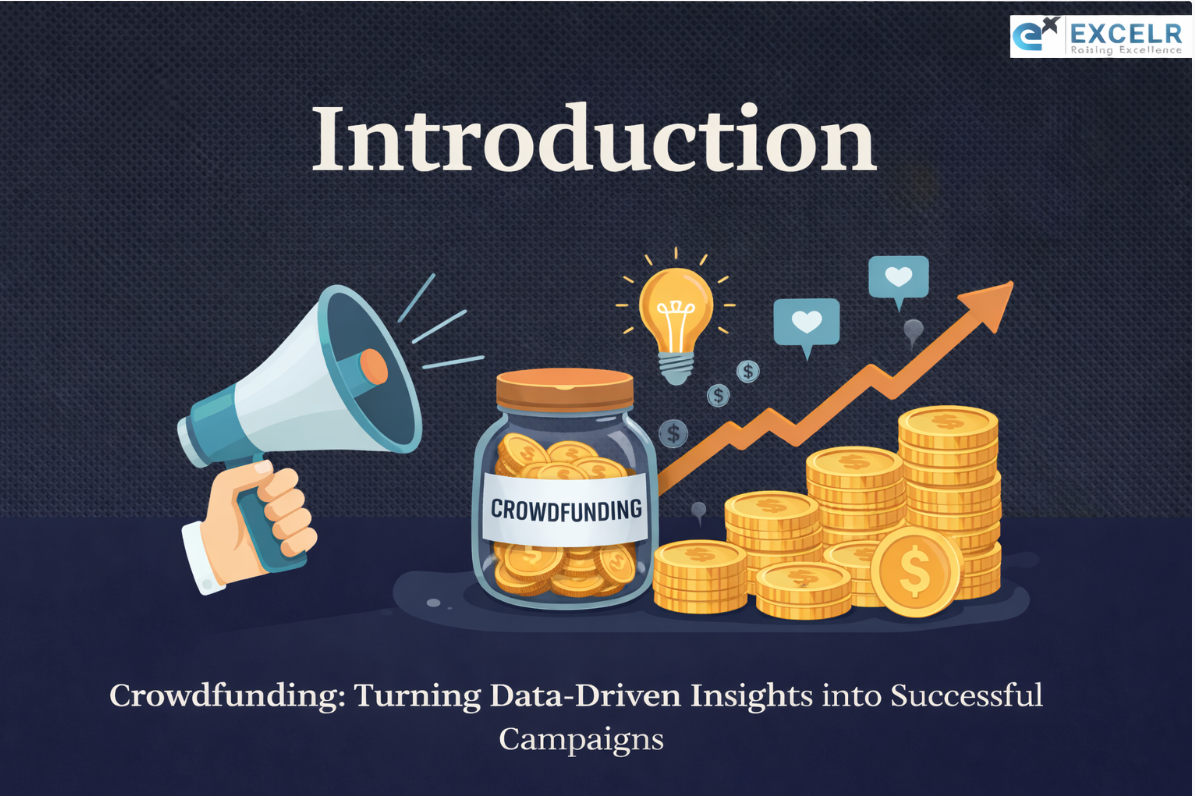 EXCELR
Raising Excellence
Introduction
CROWDFUNDING
Crowdfunding: Turning Data-Driven Insights into Successful
Campaigns